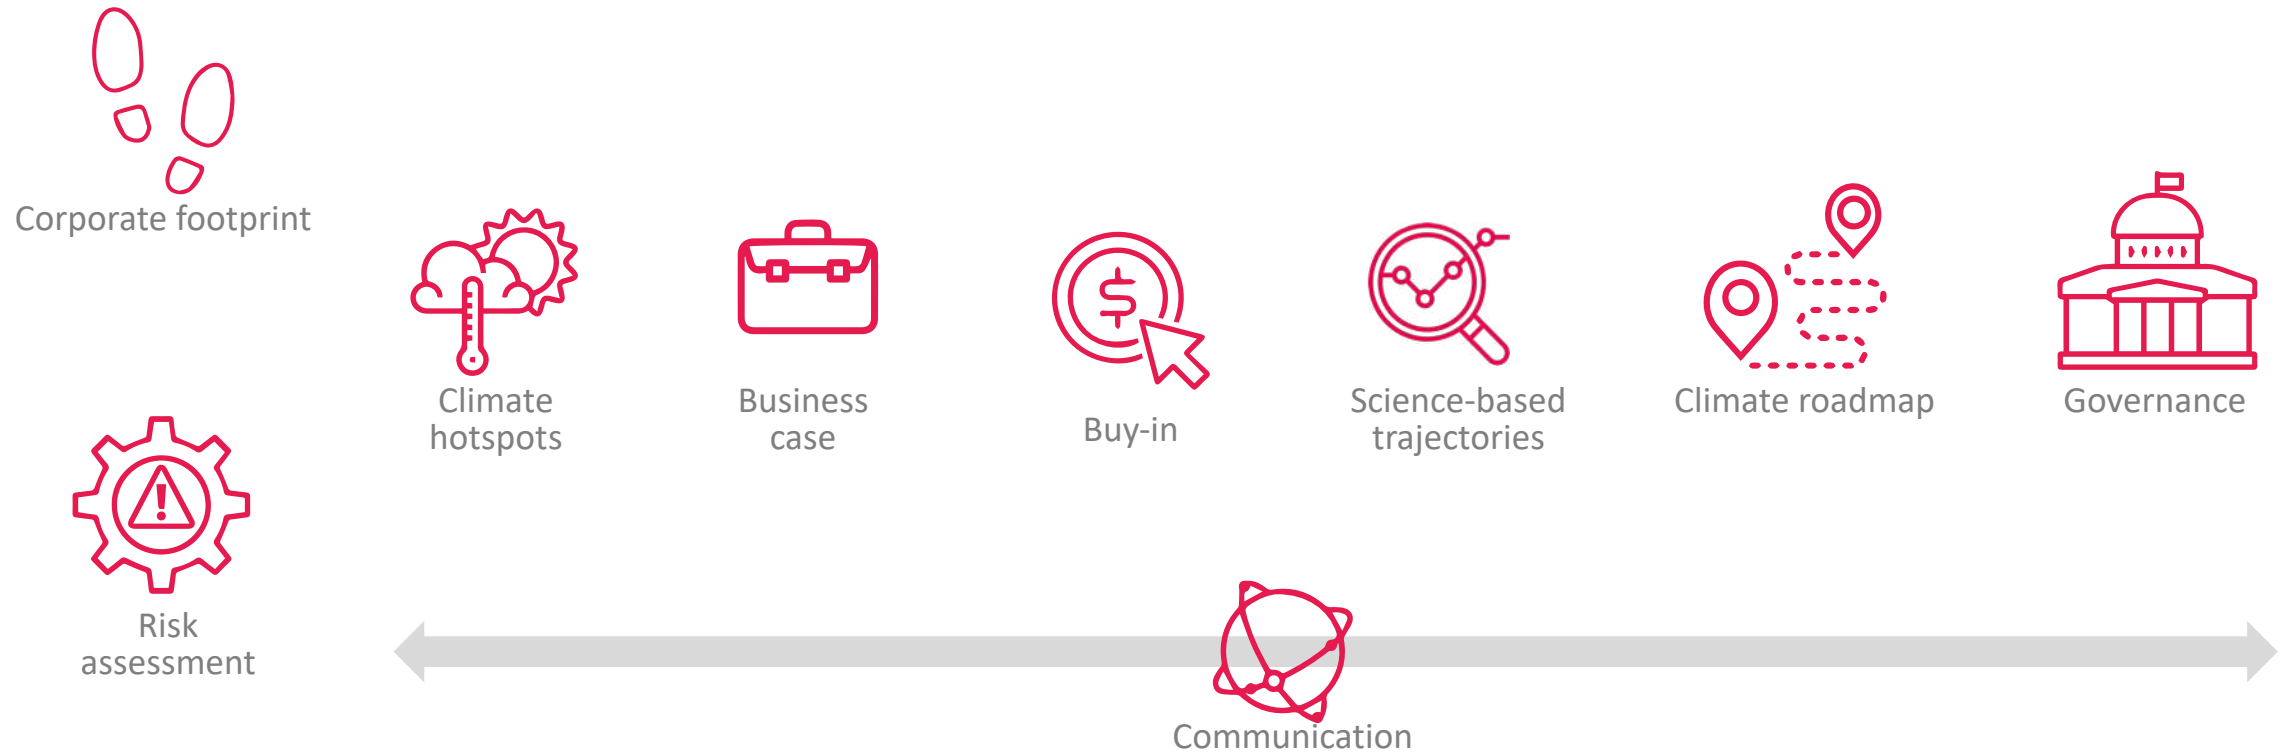 Corporate footprint
Risk
assessment
Climate
hotspots
Business
case
Buy-in
Science-based
trajectories
Climate roadmap
Governance
Communication